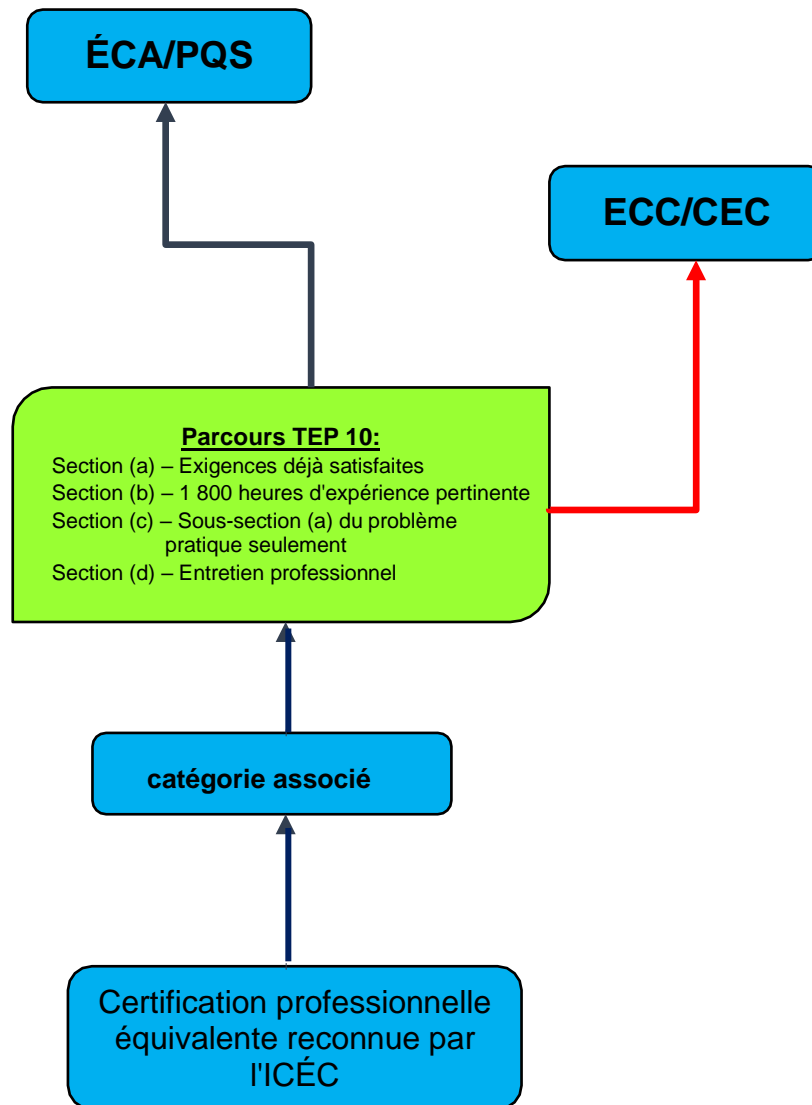 ÉCA/PQS
ECC/CEC
Parcours TEP 10:
Section (a) – Exigences déjà satisfaites
Section (b) – 1 800 heures d'expérience pertinente
Section (c) – Sous-section (a) du problème
pratique seulement
Section (d) – Entretien professionnel
catégorie associé
Certification professionnelle
équivalente reconnue par
l'ICÉC